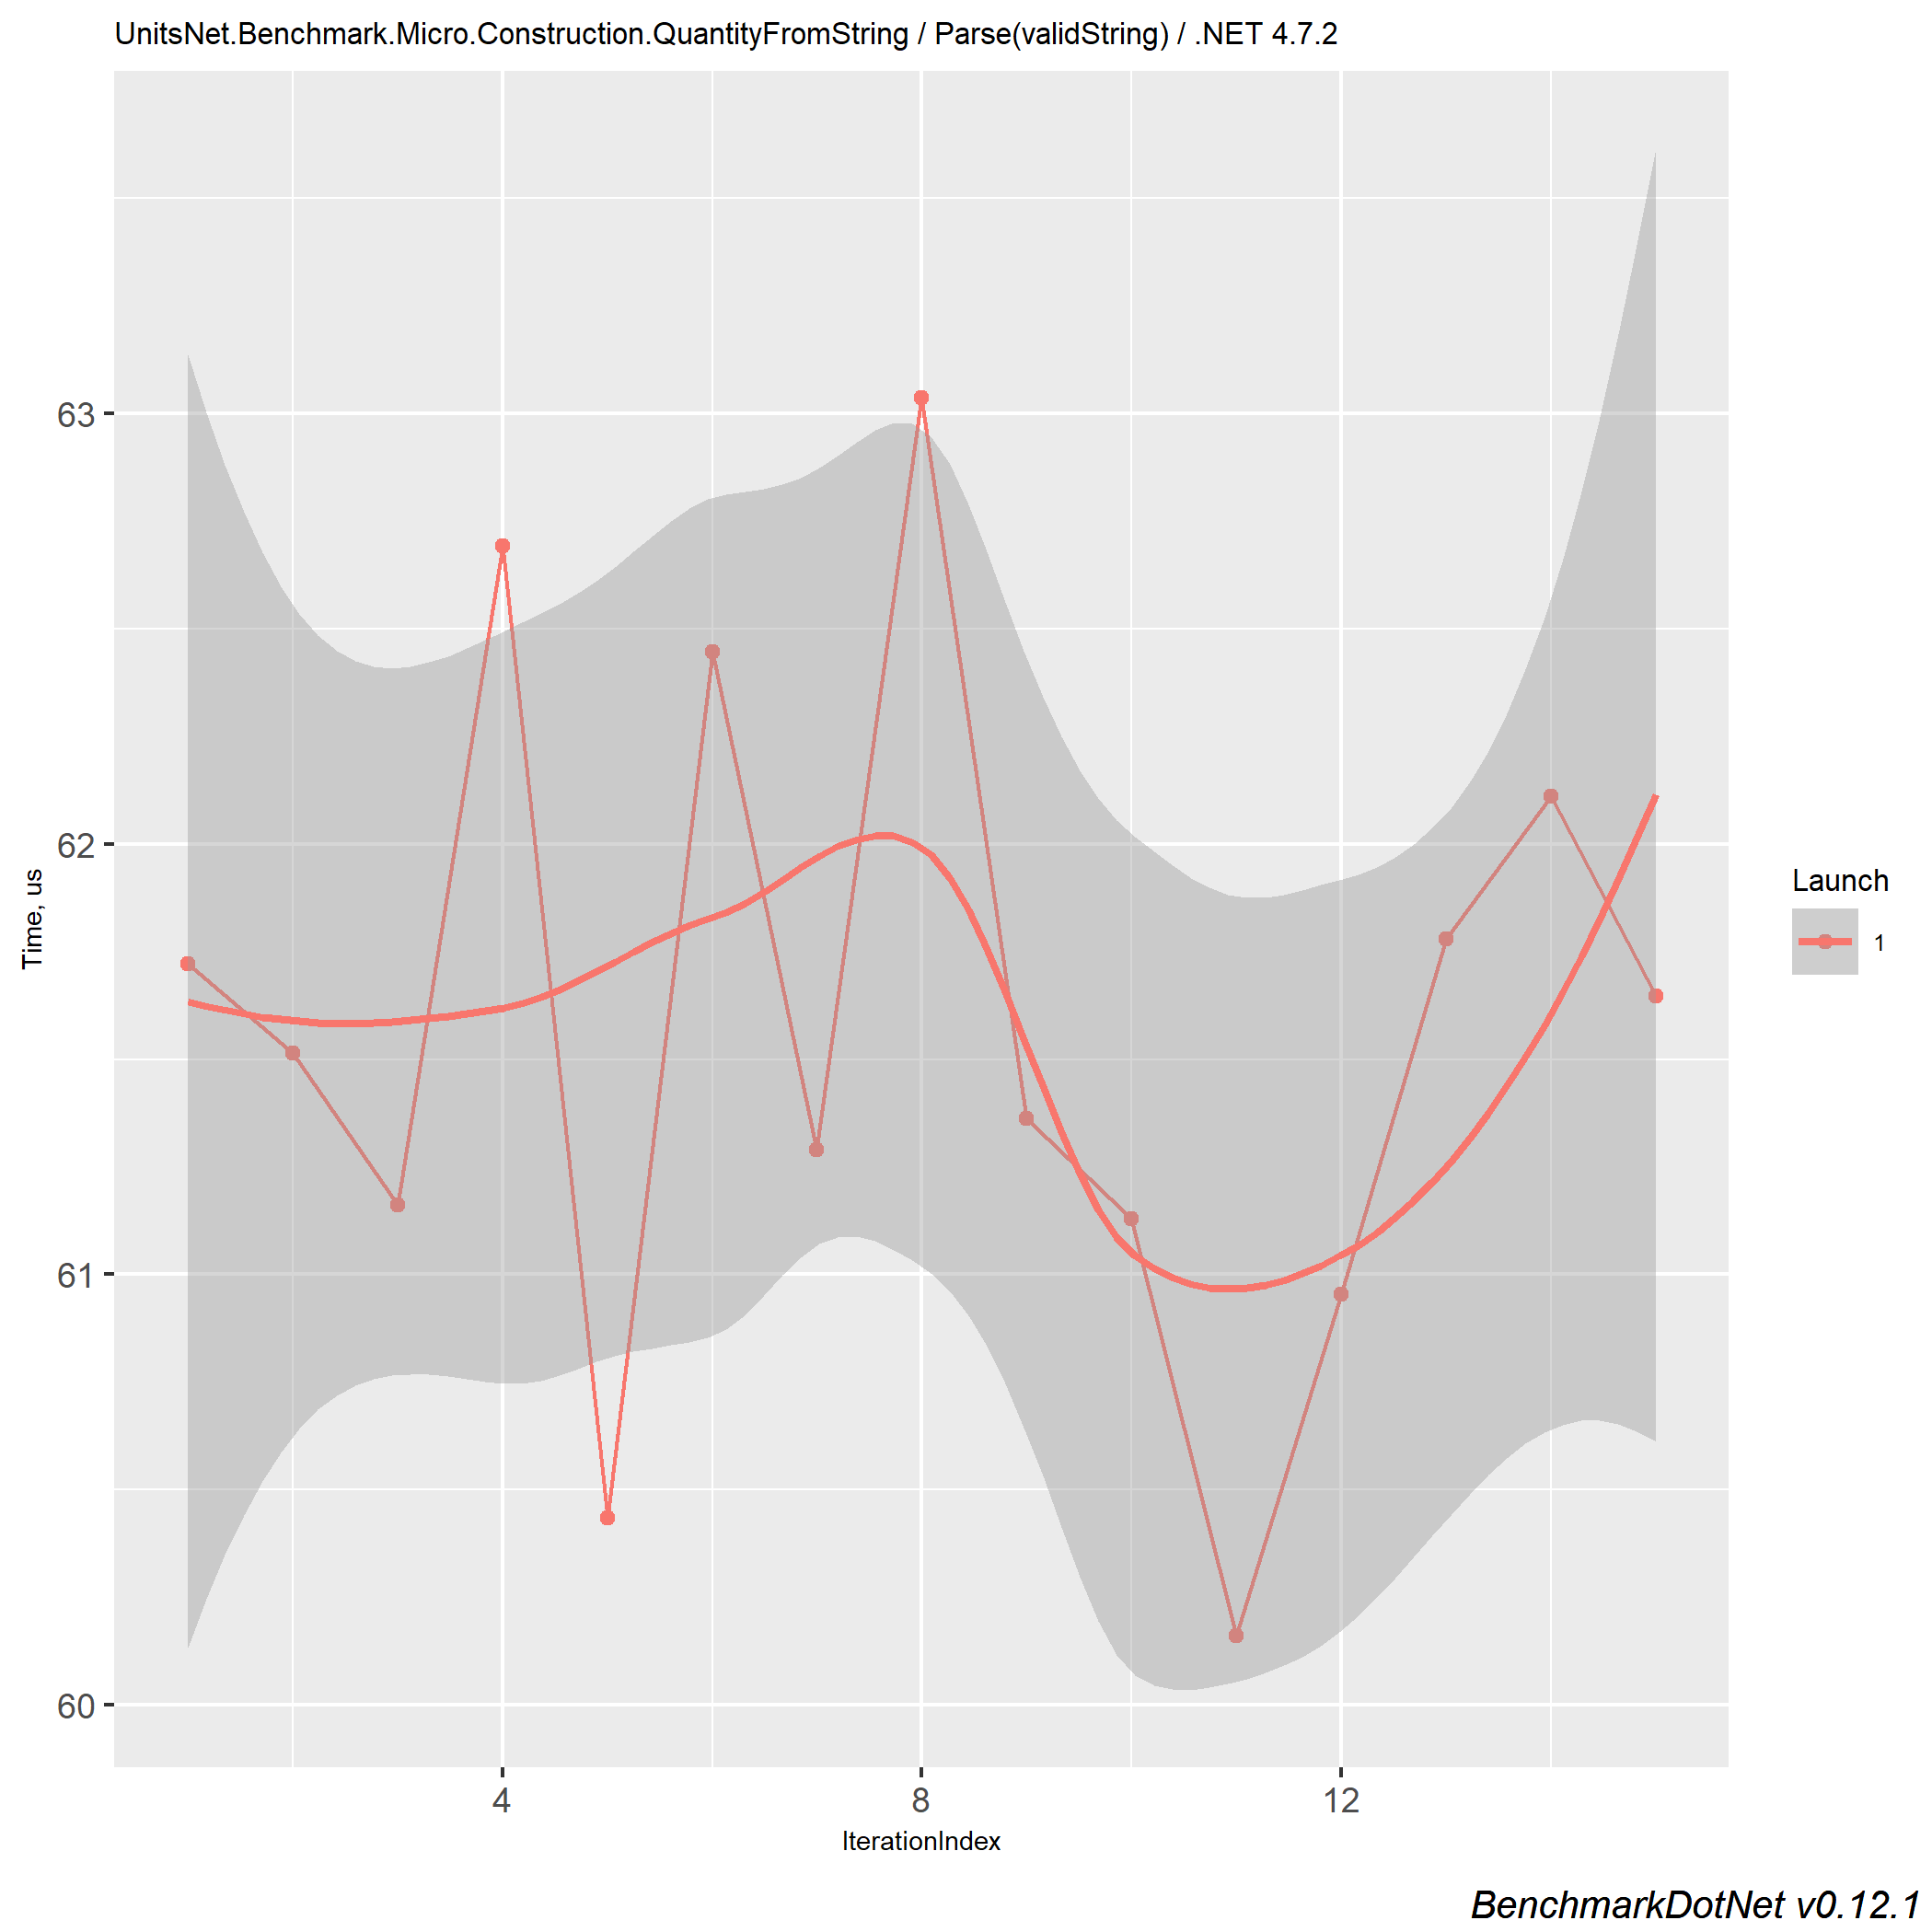 UnitsNet.Benchmark.Micro.Construction.QuantityFromString / Parse(validString) / .NET 4.7.2
63
62
61
60
Time, us
4
8
12
IterationIndex
Launch
1
BenchmarkDotNet v0.12.1